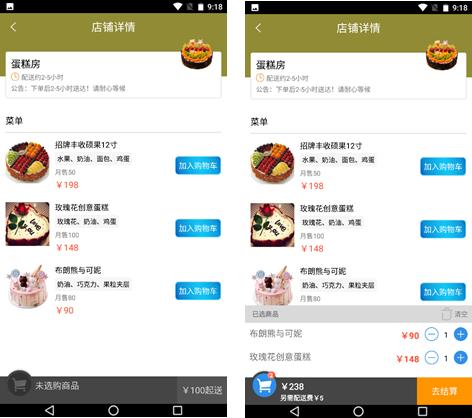 9:18
店铺详情
蛋糕房
配送约2-5小时
公告：下单后2-5小时送达！请耐心等候
菜单
招牌丰收硕果12寸
水果、奶油、面包、鸡蛋
月售50
￥198
加入购物车
玫瑰花创意蛋糕
玫瑰花、奶油、鸡蛋
月售100
￥148
加入购物车
布朗熊与可妮
奶油、巧克力、果粒夹层
月售80
￥90
加入购物车
未选购商品
￥100起送
9:18
店铺详情
蛋糕房
配送约2-5小时
公告：下单后2-5小时送达！请耐心等候
菜单
招牌丰收硕果12寸
水果、奶油、面包、鸡蛋
月售50
￥198
加入购物车
玫瑰花创意蛋糕
玫瑰花、奶油、鸡蛋
月售100
￥148
加入购物车
布朗熊与可妮
奶油、巧克力、果粒夹层
月售80
加入购物车
已选商品
清空
布朗熊与可妮
￥90
1
玫瑰花创意蛋糕
￥148
1
2
￥238
另需配送费￥5
去结算